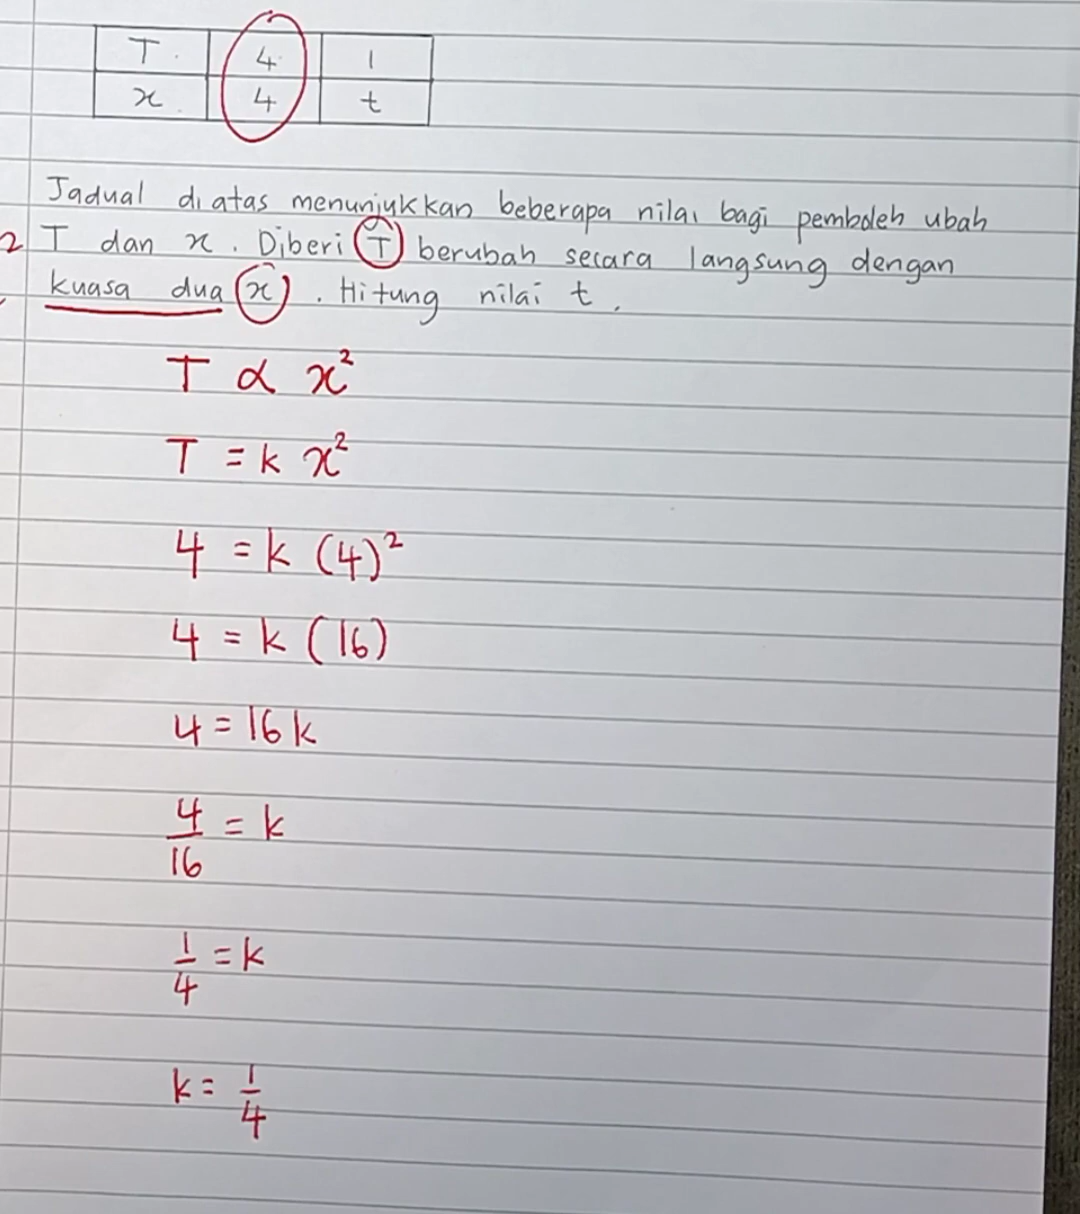 T 4 1
x 4 t
Jadual di atas menunjukkan beberapa nilai bagi pemboleh ubah
2 T dan x. Diberi T berubah secara langsung dengan
kuasa dua x. Hitung nilai t.
T ∝ x²
T = k x²
4 = k (4)²
4 = k (16)
4 = 16k
4/16 = k
1/4 = k
k = 1/4